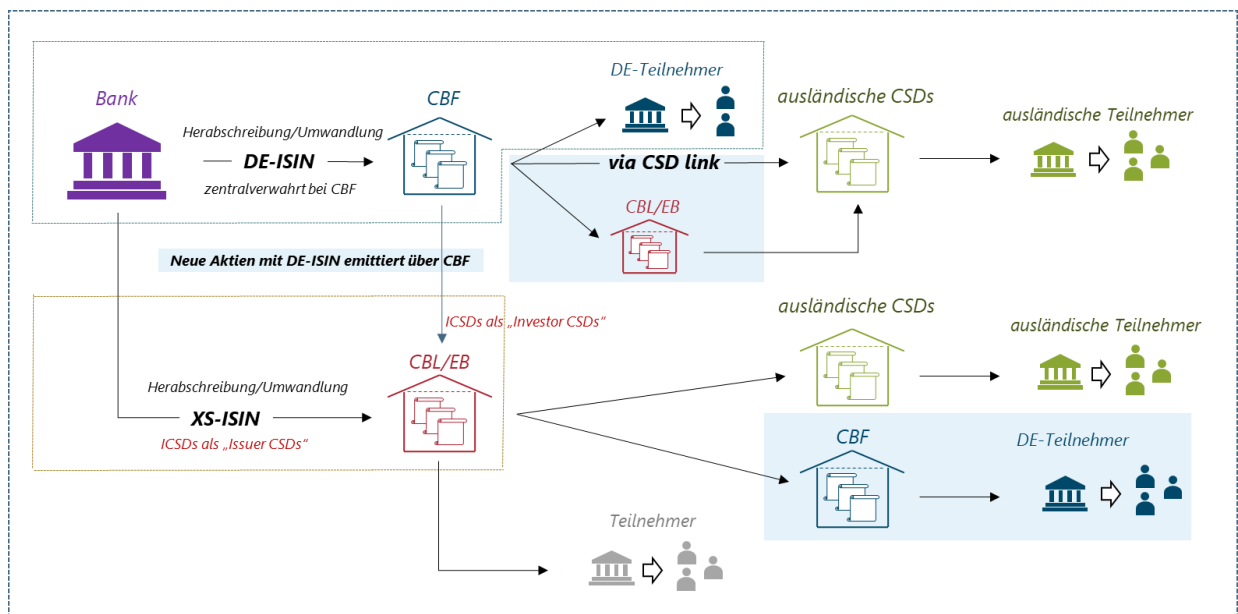 Bank
Herabschreibung/Umwandlung
DE-ISIN
zentralverwahrt bei CBF
CBF
DE-Teilnehmer
via CSD link
CBL/EB
ausländische CSDs
ausländische Teilnehmer
Neue Aktien mit DE-ISIN emittiert über CBF
ICSDs als „Investor CSDs“
CBL/EB
Herabschreibung/Umwandlung
XS-ISIN
ICSDs als „Issuer CSDs“
ausländische CSDs
ausländische Teilnehmer
CBF
DE-Teilnehmer
Teilnehmer